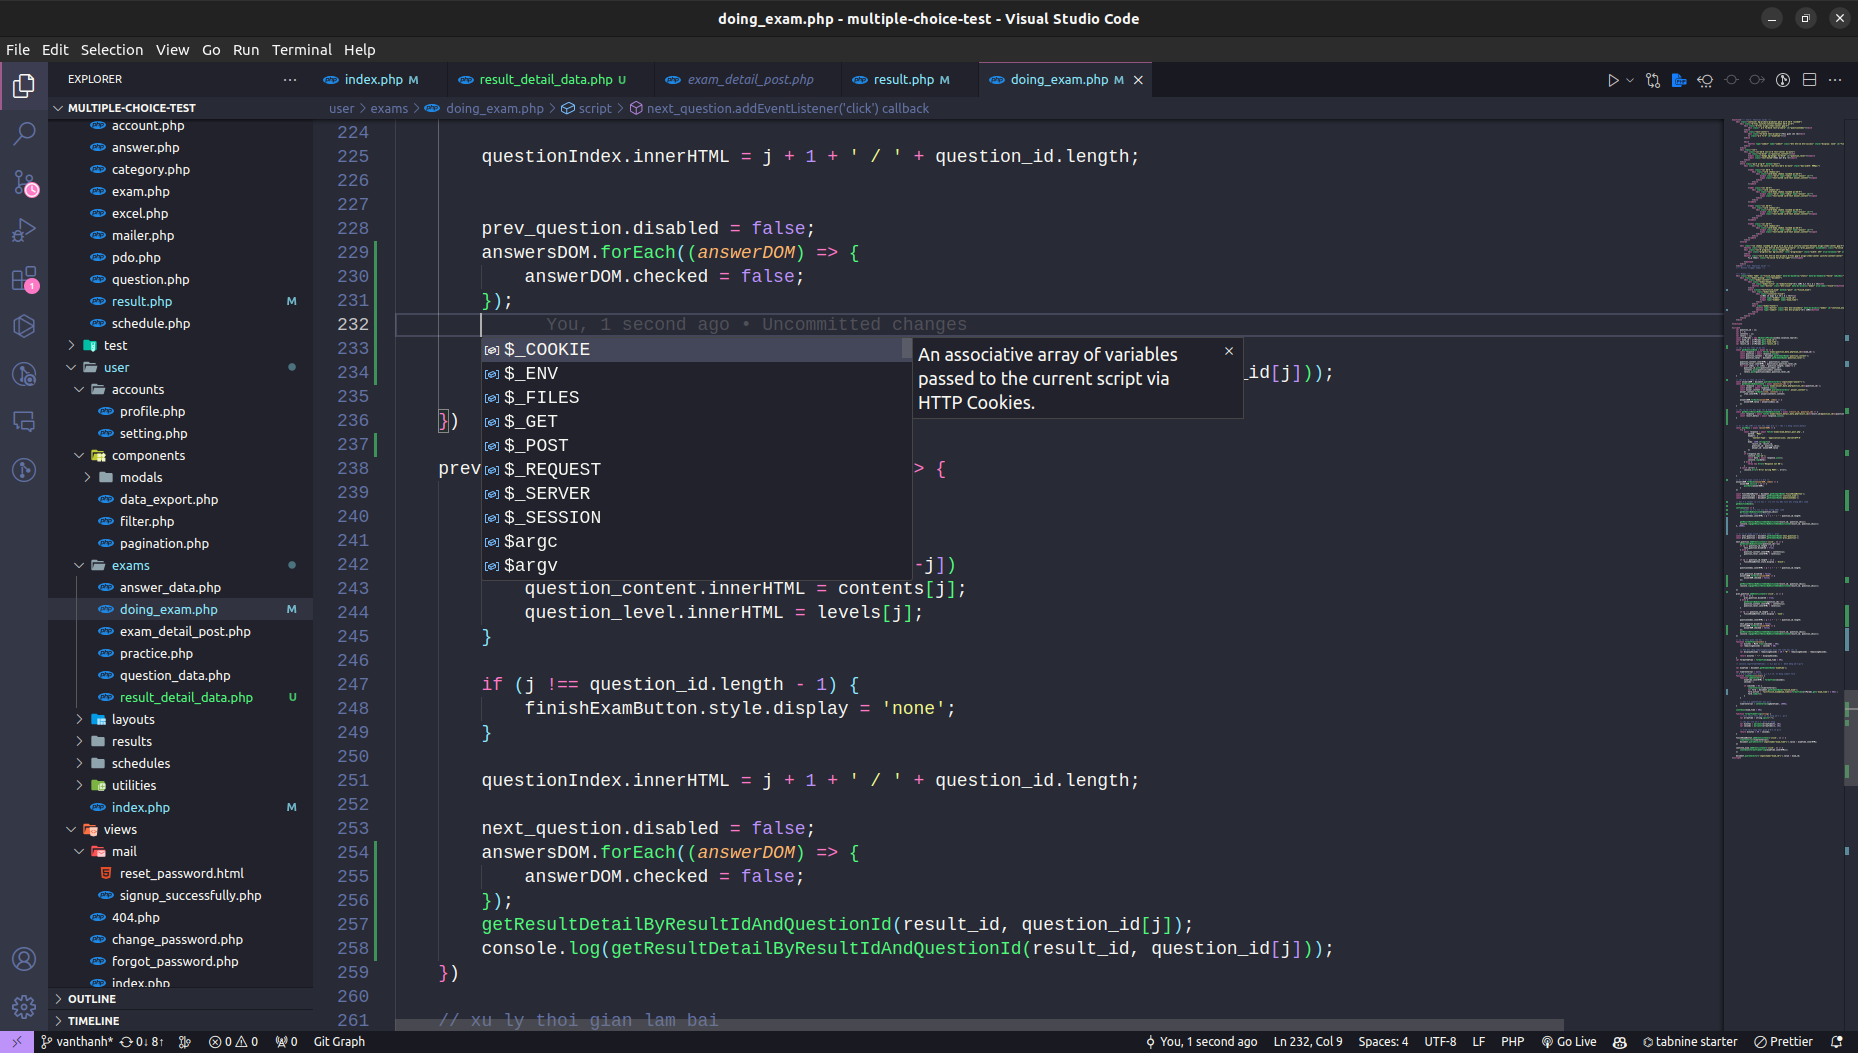 doing_exam.php - multiple-choice-test - Visual Studio Code
File Edit Selection View Go Run Terminal Help
EXPLORER
index.php M
result_detail_data.php U
exam_detail_post.php
result.php M
doing_exam.php M
MULTIPLE-CHOICE-TEST
user > exams > doing_exam.php > script > next_question.addEventListener('click') callback
account.php
answer.php
category.php
exam.php
excel.php
mailer.php
pdo.php
question.php
result.php M
schedule.php
test
user
accounts
profile.php
setting.php
components
modals
data_export.php
filter.php
pagination.php
exams
answer_data.php
doing_exam.php M
exam_detail_post.php
practice.php
question_data.php
result_detail_data.php U
layouts
results
schedules
utilities
index.php M
views
mail
reset_password.html
signup_successfully.php
404.php
change_password.php
forgot_password.php
index.php
OUTLINE
TIMELINE
1
224
225 questionIndex.innerHTML = j + 1 + ' / ' + question_id.length;
226
227
228 prev_question.disabled = false;
229 answersDOM.forEach((answerDOM) => {
230 answerDOM.checked = false;
231 });
232 You, 1 second ago • Uncommitted changes
233
234 _id[j]));
235
236 })
237
238 prev > {
239
240
241
242 -j])
243 question_content.innerHTML = contents[j];
244 question_level.innerHTML = levels[j];
245 }
246
247 if (j !== question_id.length - 1) {
248 finishExamButton.style.display = 'none';
249 }
250
251 questionIndex.innerHTML = j + 1 + ' / ' + question_id.length;
252
253 next_question.disabled = false;
254 answersDOM.forEach((answerDOM) => {
255 answerDOM.checked = false;
256 });
257 getResultDetailByResultIdAndQuestionId(result_id, question_id[j]);
258 console.log(getResultDetailByResultIdAndQuestionId(result_id, question_id[j]));
259 })
260
261 // xu ly thoi gian lam bai
$_COOKIE
$_ENV
$_FILES
$_GET
$_POST
$_REQUEST
$_SERVER
$_SESSION
$argc
$argv
An associative array of variables
passed to the current script via
HTTP Cookies.
vanthanh* 0↓ 8↑ 0 0 0 Git Graph You, 1 second ago Ln 232, Col 9 Spaces: 4 UTF-8 LF PHP Go Live tabnine starter Prettier